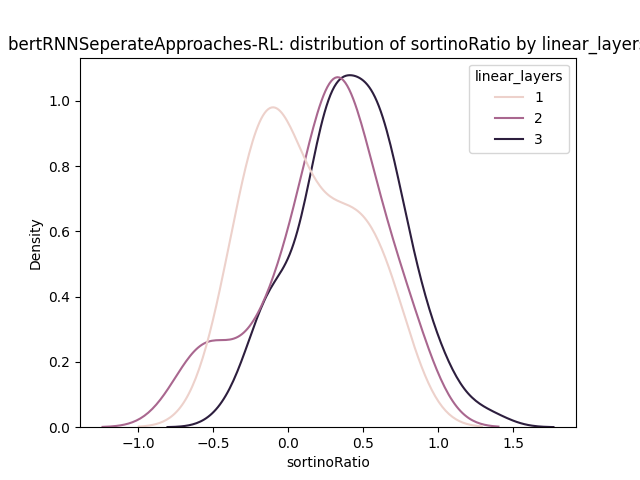 bertRNNSeperateApproaches-RL: distribution of sortinoRatio by linear_layers
linear_layers
1
2
3
Density
1.0
0.8
0.6
0.4
0.2
0.0
−1.0 −0.5 0.0 0.5 1.0 1.5
sortinoRatio